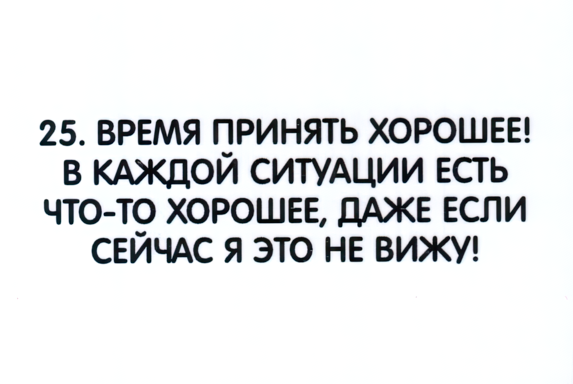 25. ВРЕМЯ ПРИНЯТЬ ХОРОШЕЕ!
В КАЖДОЙ СИТУАЦИИ ЕСТЬ
ЧТО-ТО ХОРОШЕЕ, ДАЖЕ ЕСЛИ
СЕЙЧАС Я ЭТО НЕ ВИЖУ!